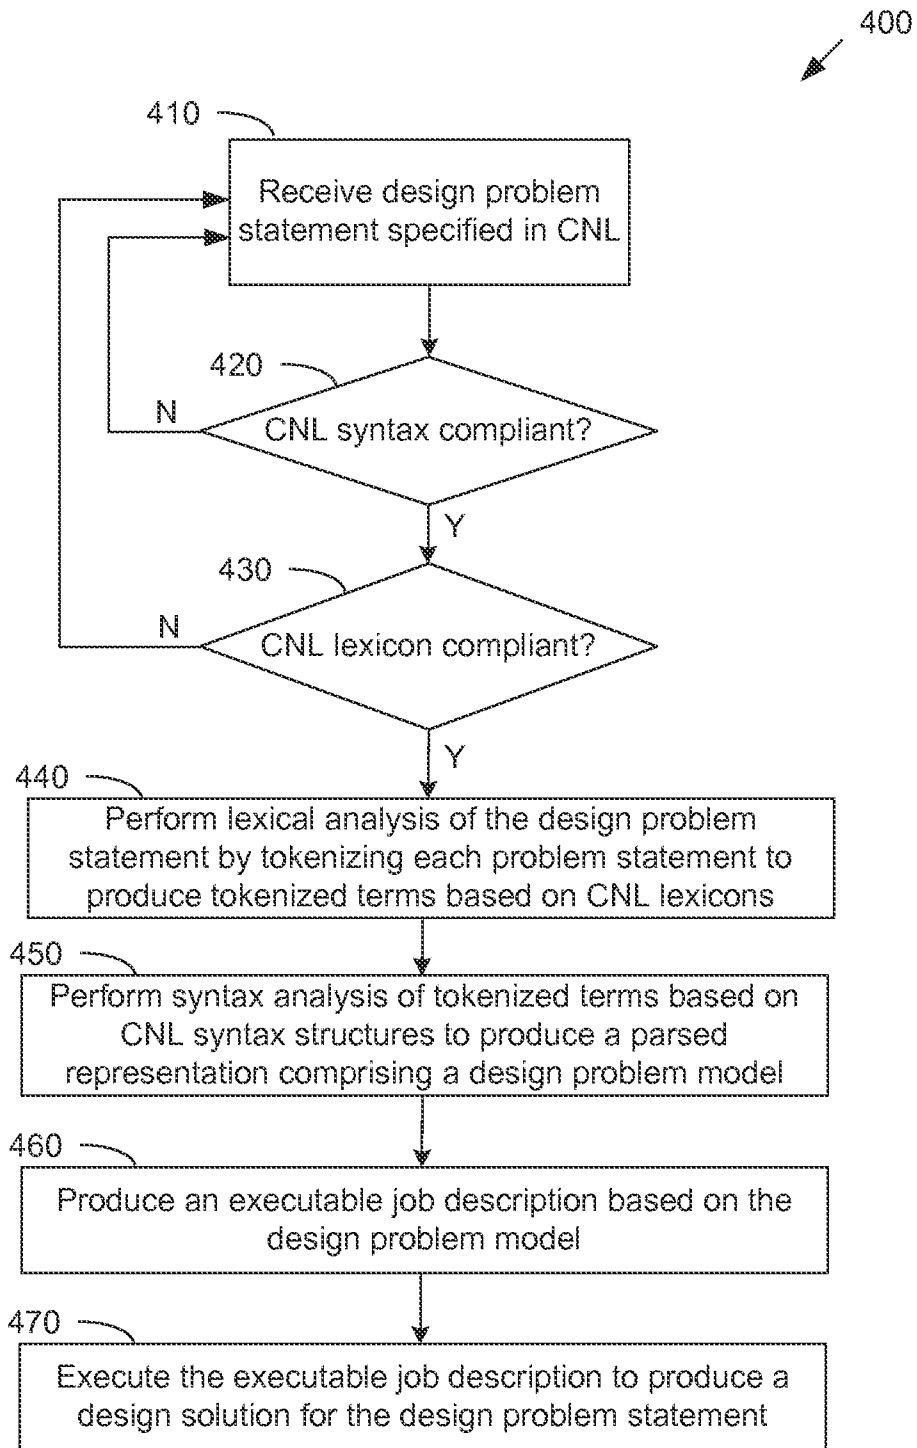 400
410
Receive design problem
statement specified in CNL
420
N
CNL syntax compliant?
Y
430
N
CNL lexicon compliant?
Y
440
Perform lexical analysis of the design problem
statement by tokenizing each problem statement to
produce tokenized terms based on CNL lexicons
450
Perform syntax analysis of tokenized terms based on
CNL syntax structures to produce a parsed
representation comprising a design problem model
460
Produce an executable job description based on the
design problem model
470
Execute the executable job description to produce a
design solution for the design problem statement